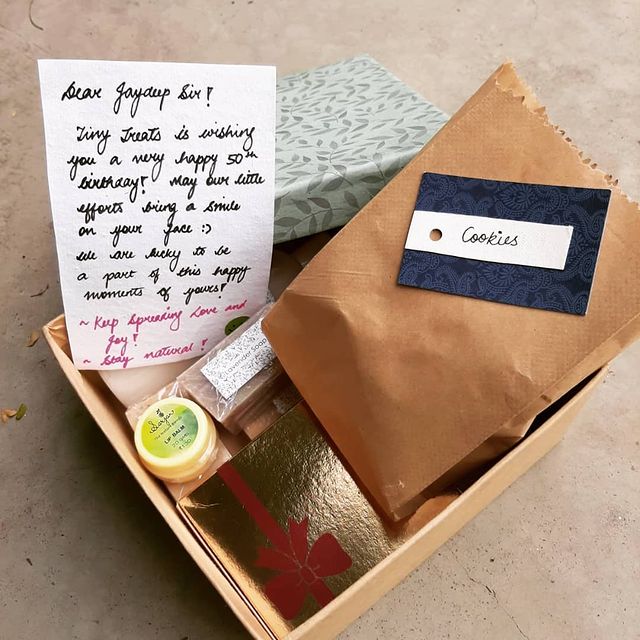 Dear Jaydeep Sir!
Tiny Treats is wishing
you a very happy 50th
birthday! May our little
efforts bring a smile
on your face :)
We are lucky to be
a part of this happy
moments of yours!
~ Keep Spreading Love and
Joy!
~ Stay natural!
Cookies
Lavender Soap
LIP BALM